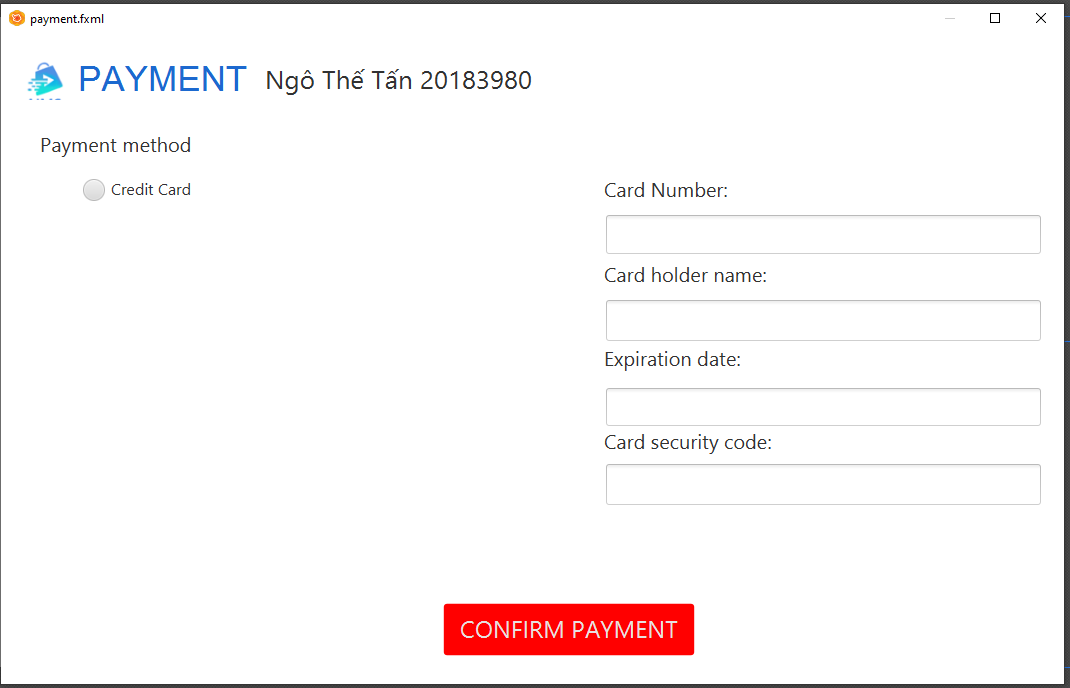 payment.fxml
PAYMENT Ngô Thế Tấn 20183980
Payment method
Credit Card
Card Number:
Card holder name:
Expiration date:
Card security code:
CONFIRM PAYMENT